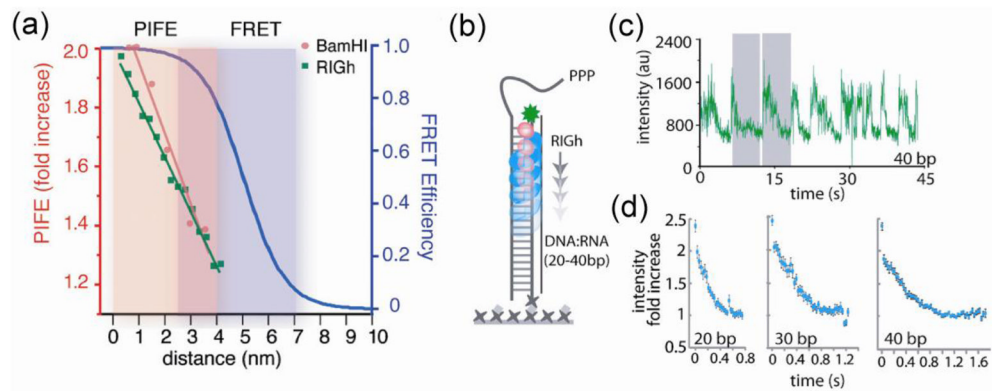 (a)
PIFE FRET
BamHI
RIGh
PIFE (fold increase)
2.0
1.8
1.6
1.4
1.2
FRET Efficiency
1.0
0.8
0.6
0.4
0.2
0
0 1 2 3 4 5 6 7 8 9 10
distance (nm)
(b)
PPP
RIGh
DNA:RNA
(20-40bp)
(c)
intensity (au)
2400
1600
800
0
40 bp
0 15 30 45
time (s)
(d)
intensity
fold increase
2.5
2
1.5
1
0.5
20 bp
30 bp
40 bp
0 0.4 0.8
0 0.4 0.8 1.2
0 0.4 0.8 1.2 1.6
time (s)